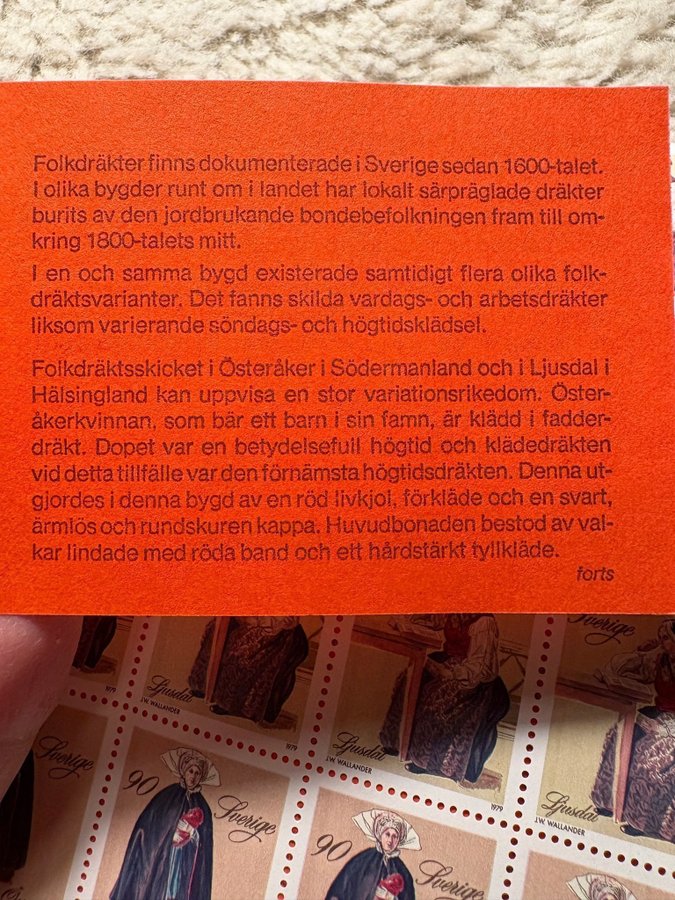 Folkdräkter finns dokumenterade i Sverige sedan 1600-talet.
I olika bygder runt om i landet har lokalt särpräglade dräkter
burits av den jordbrukande bondebefolkningen fram till om-
kring 1800-talets mitt.
I en och samma bygd existerade samtidigt flera olika folk-
dräktsvarianter. Det fanns skilda vardags- och arbetsdräkter
liksom varierande söndags- och högtidsklädsel.
Folkdräktsskicket i Österåker i Södermanland och i Ljusdal i
Hälsingland kan uppvisa en stor variationsrikedom. Öster-
åkerkvinnan, som bär ett barn i sin famn, är klädd i fadder-
dräkt. Dopet var en betydelsefull högtid och klädedräkten
vid detta tillfälle var den förnämsta högtidsdräkten. Denna ut-
gjordes i denna bygd av en röd livkjol, förkläde och en svart,
ärmlös och rundskuren kappa. Huvudbonaden bestod av val-
kar lindade med röda band och ett hårdstärkt tyllkläde.
forts
Sverige
Ljusdal
J.W. WALLANDER
1979
Ljusdal
J.W. WALLANDER
1979
Ljusdal
J.W. WALLANDER
Sverige
90
Sverige
90
Sverige